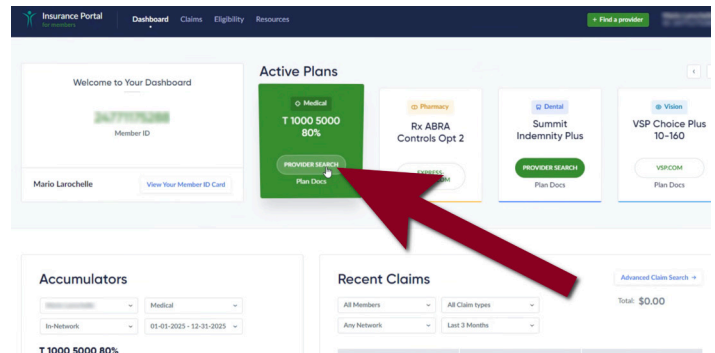 Insurance Portal
for members
Dashboard
Claims
Eligibility
Resources
+ Find a provider
Welcome to Your Dashboard
Member ID
Mario Larochelle
View Your Member ID Card
Active Plans
Medical
T 1000 5000
80%
PROVIDER SEARCH
Plan Docs
Pharmacy
Rx ABRA
Controls Opt 2
Dental
Summit
Indemnity Plus
PROVIDER SEARCH
Plan Docs
Vision
VSP Choice Plus
10-160
VSP.COM
Plan Docs
Accumulators
Medical
In-Network
01-01-2025 - 12-31-2025
T 1000 5000 80%
Recent Claims
Advanced Claim Search →
All Members
All Claim types
Total: $0.00
Any Network
Last 3 Months